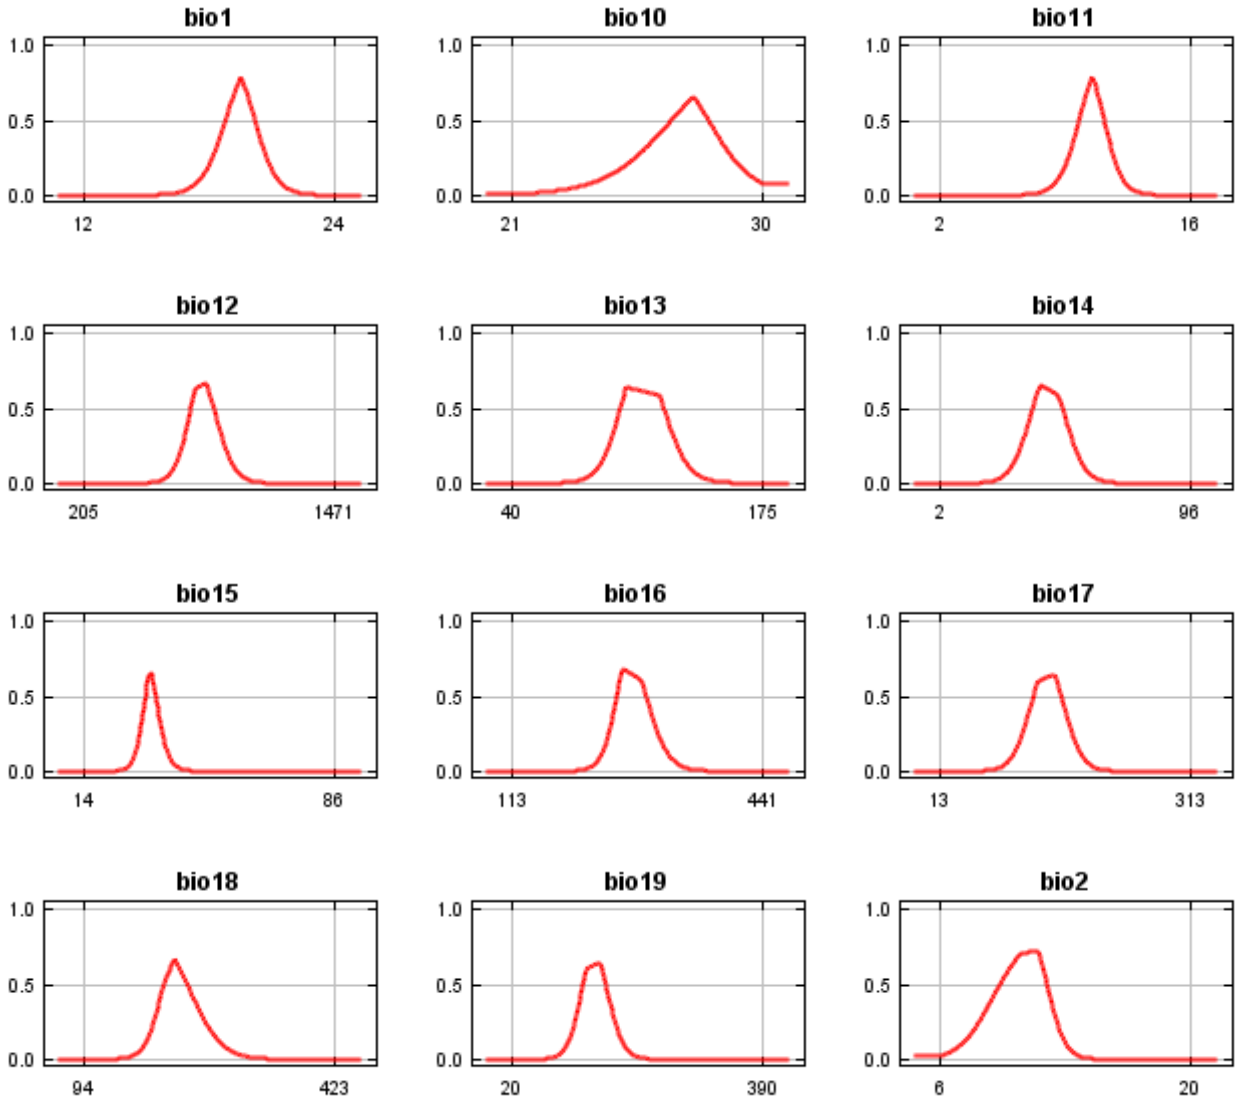 bio1 bio10 bio11
1.0 1.0 1.0
0.5 0.5 0.5
0.0 0.0 0.0
12 24 21 30 2 16
bio12 bio13 bio14
1.0 1.0 1.0
0.5 0.5 0.5
0.0 0.0 0.0
205 1471 40 175 2 96
bio15 bio16 bio17
1.0 1.0 1.0
0.5 0.5 0.5
0.0 0.0 0.0
14 86 113 441 13 313
bio18 bio19 bio2
1.0 1.0 1.0
0.5 0.5 0.5
0.0 0.0 0.0
94 423 20 390 6 20